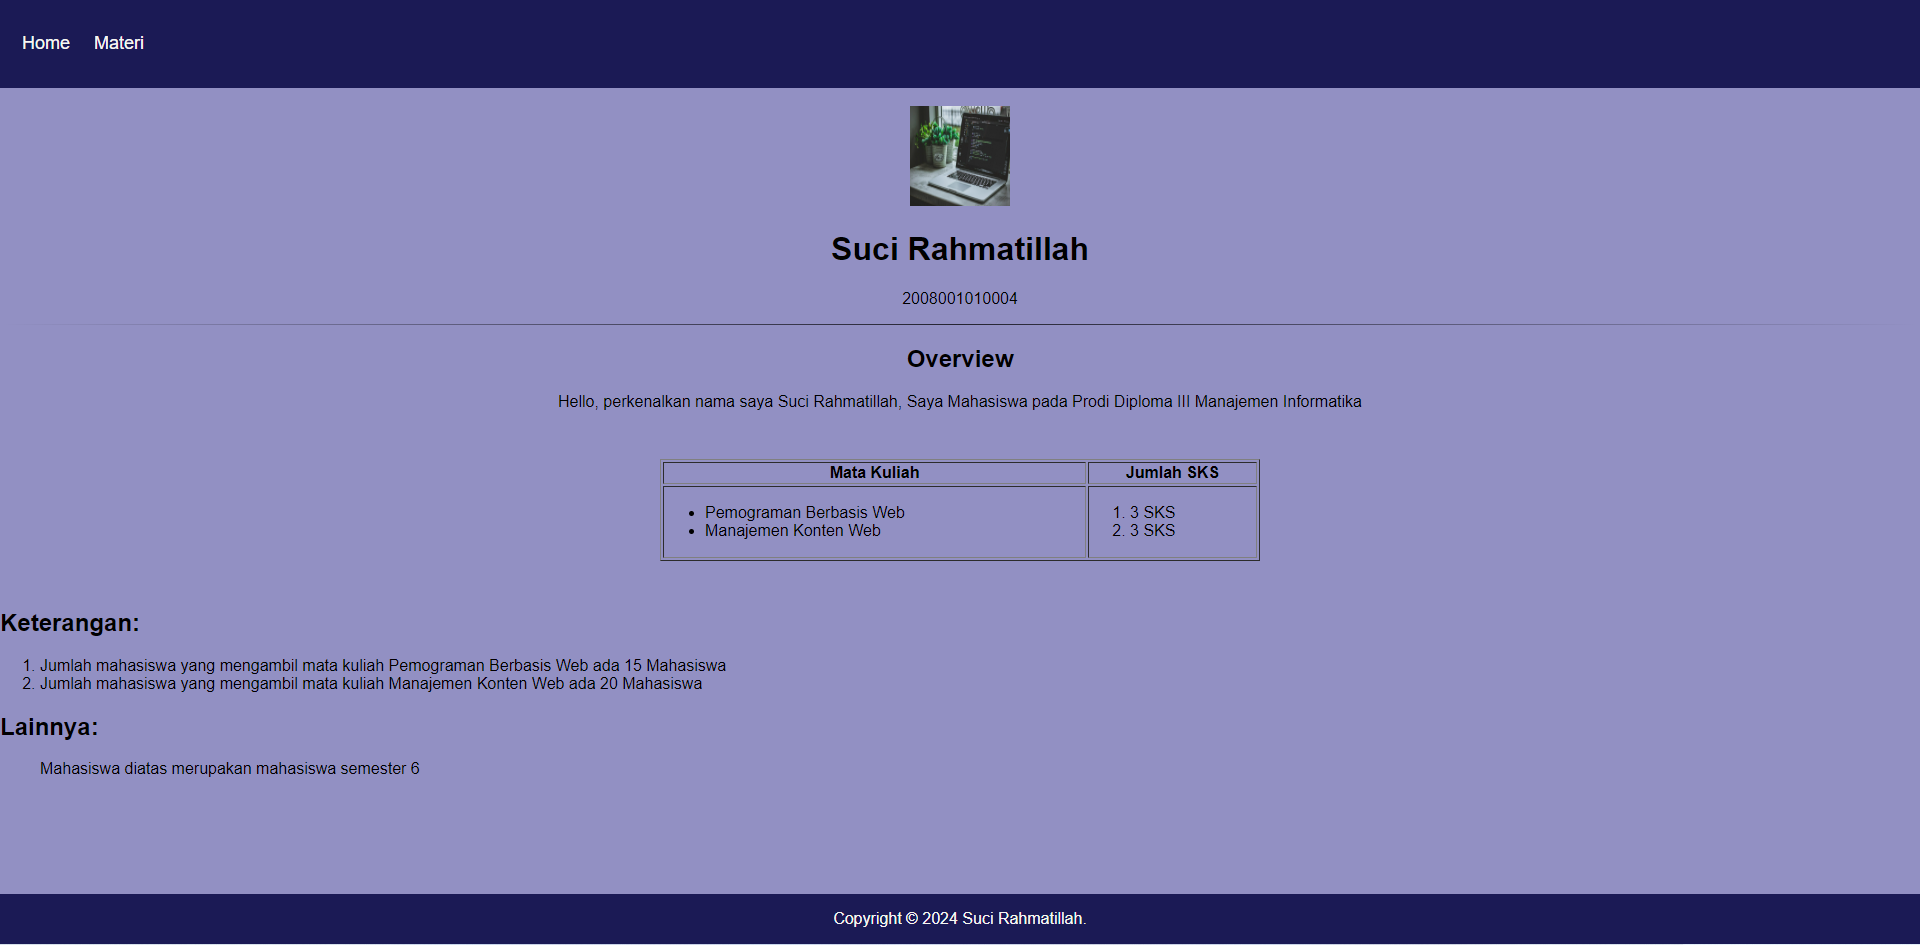 Home Materi
Suci Rahmatillah
2008001010004
Overview
Hello, perkenalkan nama saya Suci Rahmatillah, Saya Mahasiswa pada Prodi Diploma III Manajemen Informatika
Mata Kuliah Jumlah SKS
• Pemograman Berbasis Web 1. 3 SKS
• Manajemen Konten Web 2. 3 SKS
Keterangan:
1. Jumlah mahasiswa yang mengambil mata kuliah Pemograman Berbasis Web ada 15 Mahasiswa
2. Jumlah mahasiswa yang mengambil mata kuliah Manajemen Konten Web ada 20 Mahasiswa
Lainnya:
Mahasiswa diatas merupakan mahasiswa semester 6
Copyright © 2024 Suci Rahmatillah.